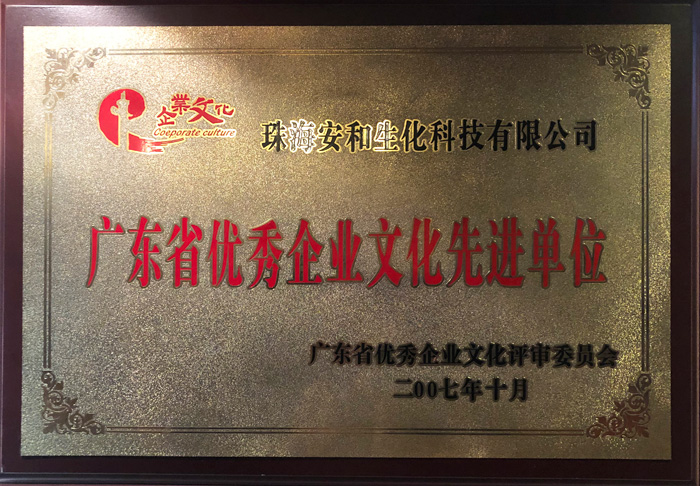 企業文化
Coeporate culture
珠海安和生化科技有限公司
广东省优秀企业文化先进单位
广东省优秀企业文化评审委员会
二00七年十月